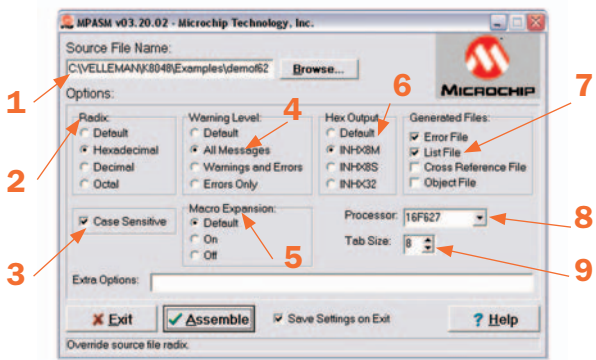 MPASM v03.20.02 - Microchip Technology, Inc.
Source File Name:
C:\VELLEMAN\K8048\Examples\demof62
Browse...
MICROCHIP
Options:
Radix:
Default
Hexadecimal
Decimal
Octal
Warning Level:
Default
All Messages
Warnings and Errors
Errors Only
Hex Output
Default
INHX8M
INHX8S
INHX32
Generated Files:
Error File
List File
Cross Reference File
Object File
Case Sensitive
Macro Expansion:
Default
On
Off
Processor: 16F627
Tab Size: 8
Extra Options:
Exit
Assemble
Save Settings on Exit
? Help
Override source file radix.
1
2
3
4
5
6
7
8
9